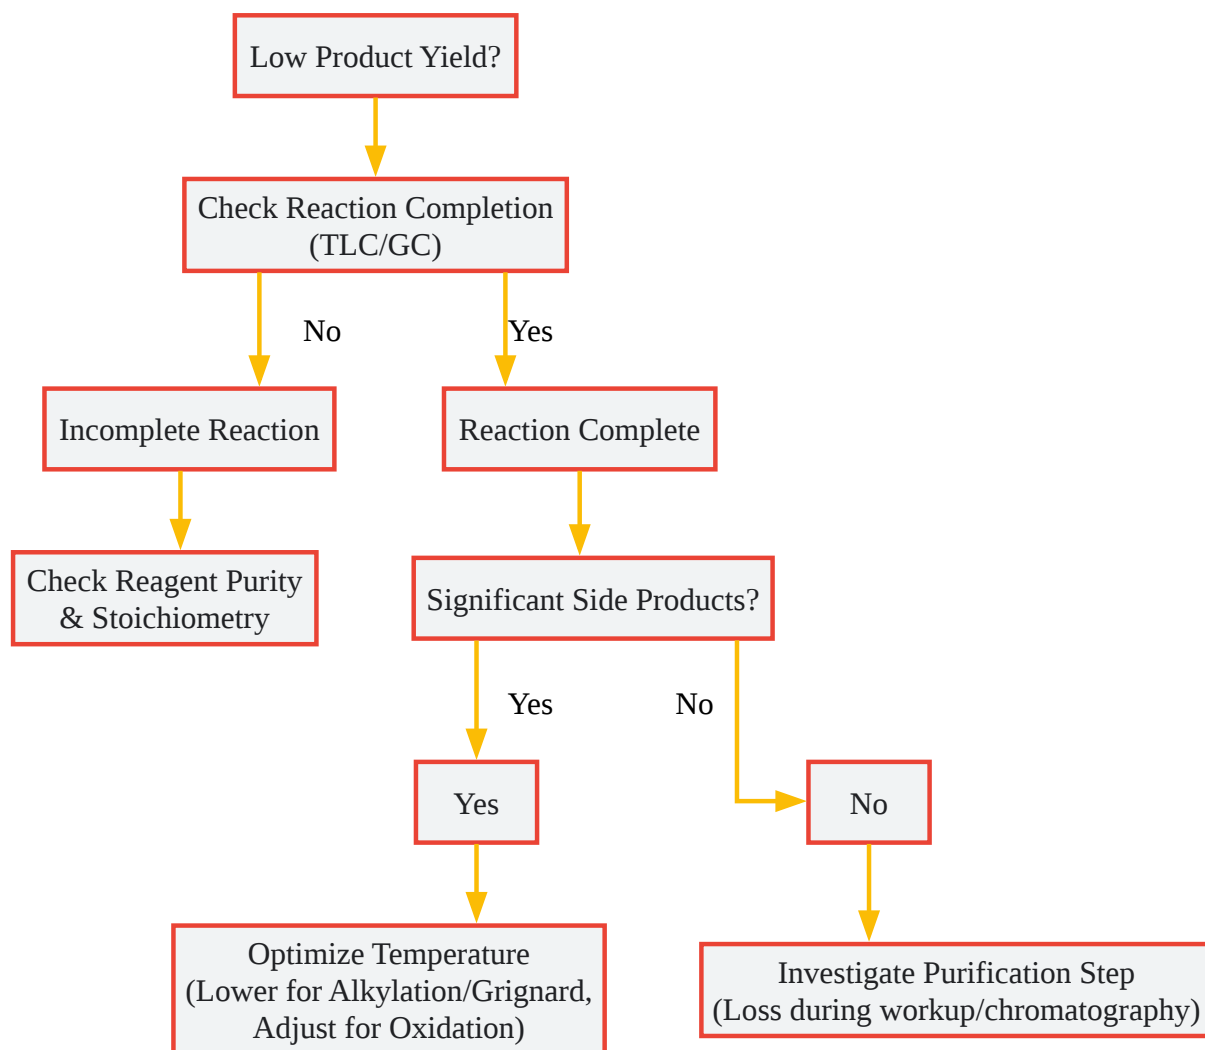 Low Product Yield?
Check Reaction Completion
(TLC/GC)
No
Yes
Incomplete Reaction
Reaction Complete
Check Reagent Purity
& Stoichiometry
Significant Side Products?
Yes
No
Yes
No
Optimize Temperature
(Lower for Alkylation/Grignard,
Adjust for Oxidation)
Investigate Purification Step
(Loss during workup/chromatography)